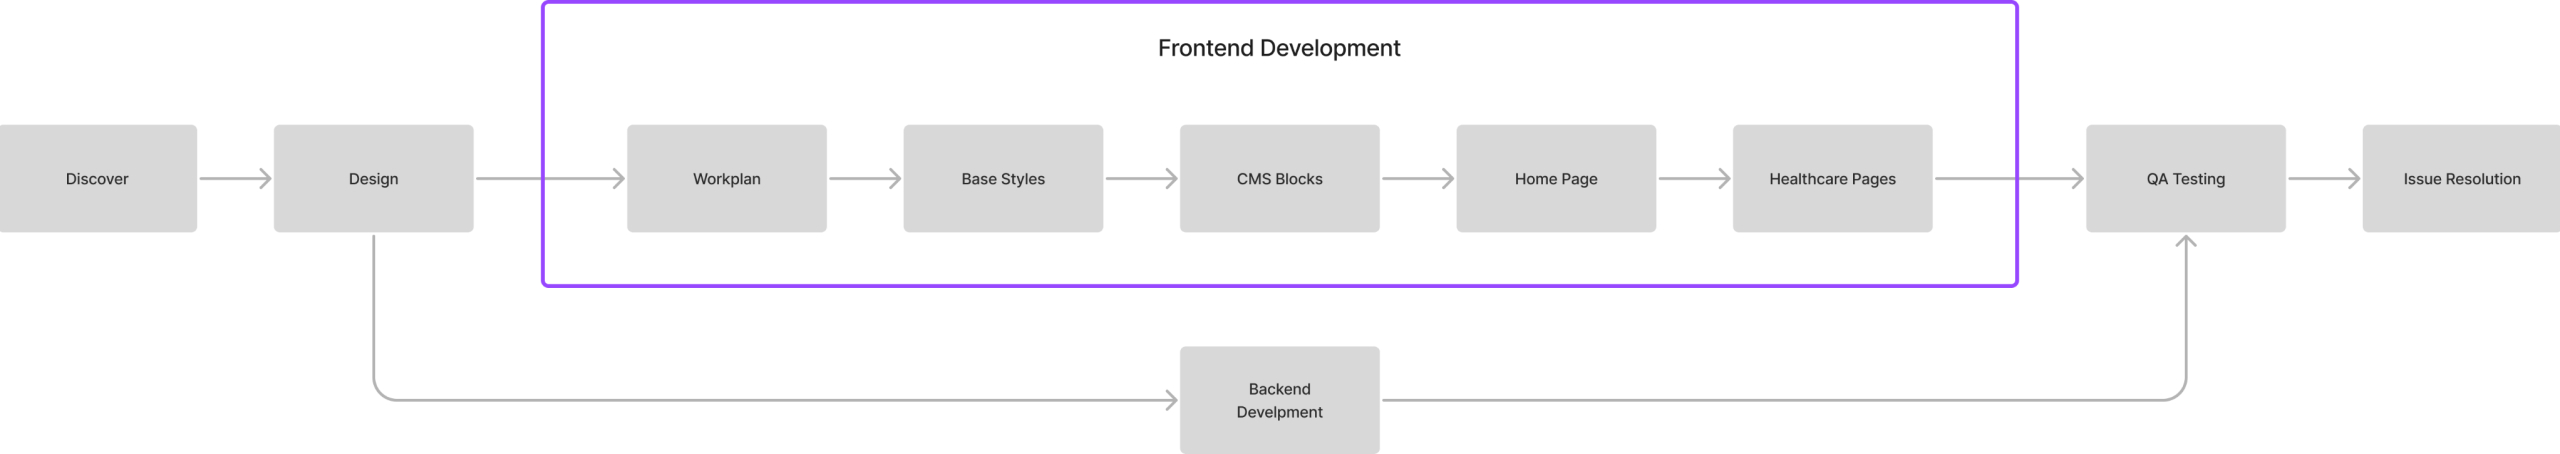 Frontend Development
Discover
Design
Workplan
Base Styles
CMS Blocks
Home Page
Healthcare Pages
QA Testing
Issue Resolution
Backend
Develpment